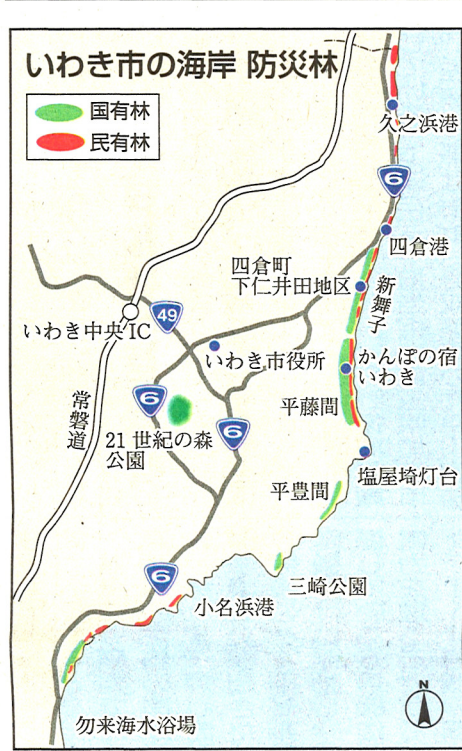 いわき市の海岸 防災林
国有林
民有林
久之浜港
6
四倉港
四倉町
下仁井田地区
新舞子
49
いわき中央IC
いわき市役所
かんぽの宿
いわき
常磐道
6
21世紀の森
公園
6
平藤間
塩屋埼灯台
平豊間
三崎公園
6
小名浜港
勿来海水浴場
N